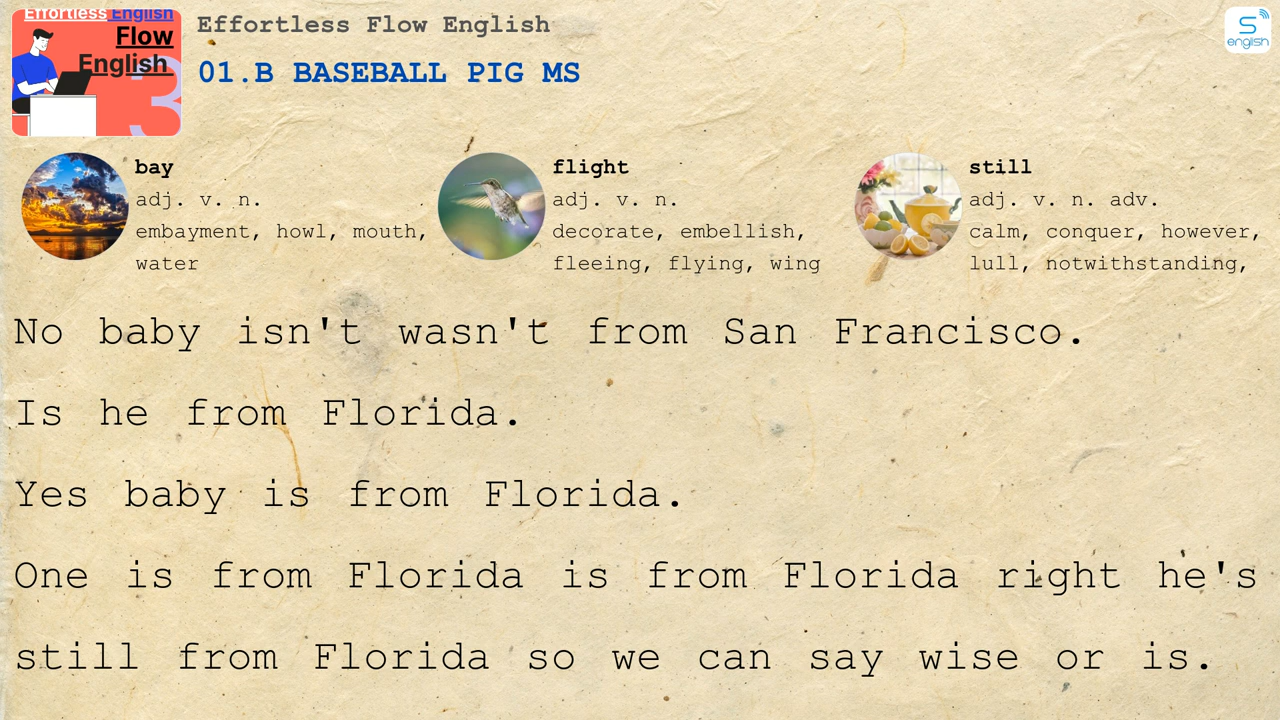 Effortless English
Flow
English
3
Effortless Flow English
01.B BASEBALL PIG MS
S
english
bay
adj. v. n.
embayment, howl, mouth,
water
flight
adj. v. n.
decorate, embellish,
fleeing, flying, wing
still
adj. v. n. adv.
calm, conquer, however,
lull, notwithstanding,
No baby isn't wasn't from San Francisco.
Is he from Florida.
Yes baby is from Florida.
One is from Florida is from Florida right he's
still from Florida so we can say wise or is.